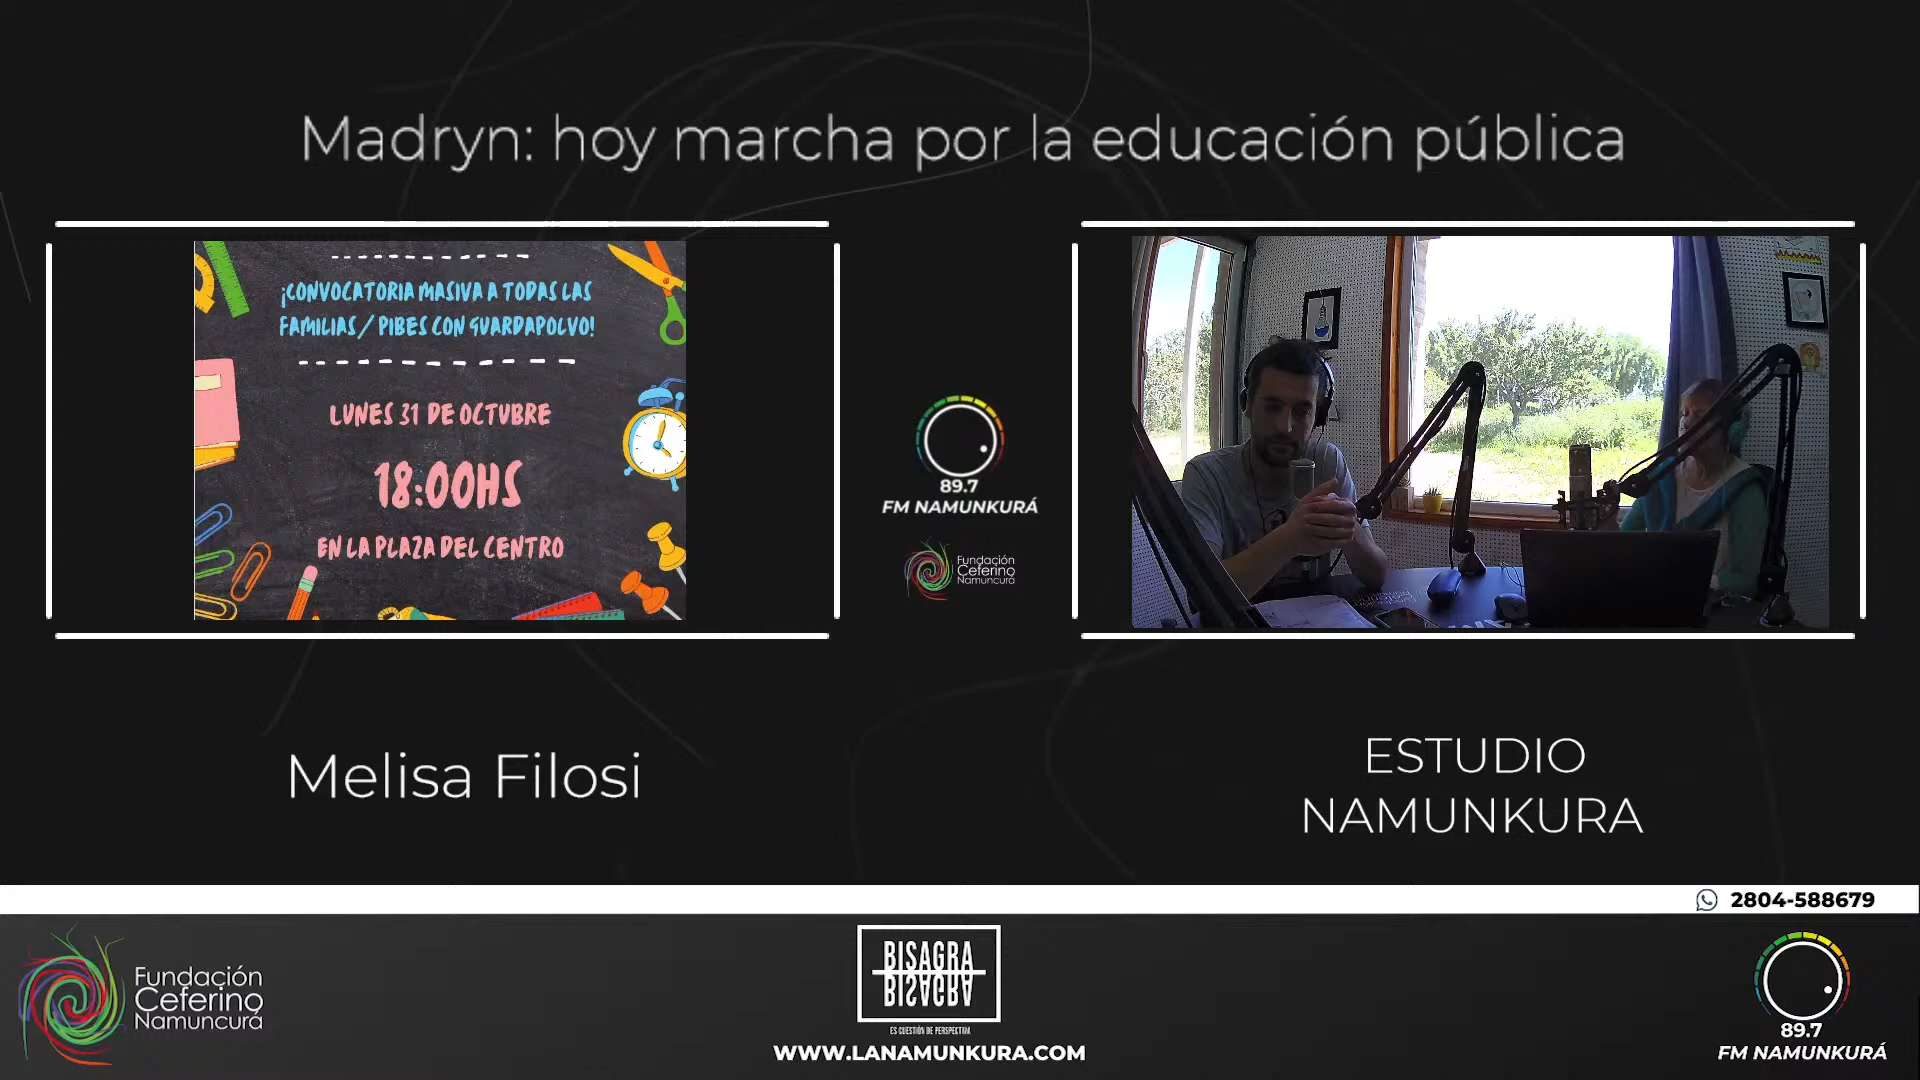 Madryn: hoy marcha por la educación pública
¡CONVOCATORIA MASIVA A TODAS LAS
FAMILIAS / PIBES CON GUARDAPOLVO!
LUNES 31 DE OCTUBRE
18:00HS
EN LA PLAZA DEL CENTRO
89.7
FM NAMUNKURÁ
Fundación
Ceferino
Namuncurá
Melisa Filosi
ESTUDIO
NAMUNKURA
2804-588679
Fundación
Ceferino
Namuncurá
BISAGRA
BISAGRA
ES CUESTIÓN DE PERSPECTIVA
WWW.LANAMUNKURA.COM
89.7
FM NAMUNKURÁ